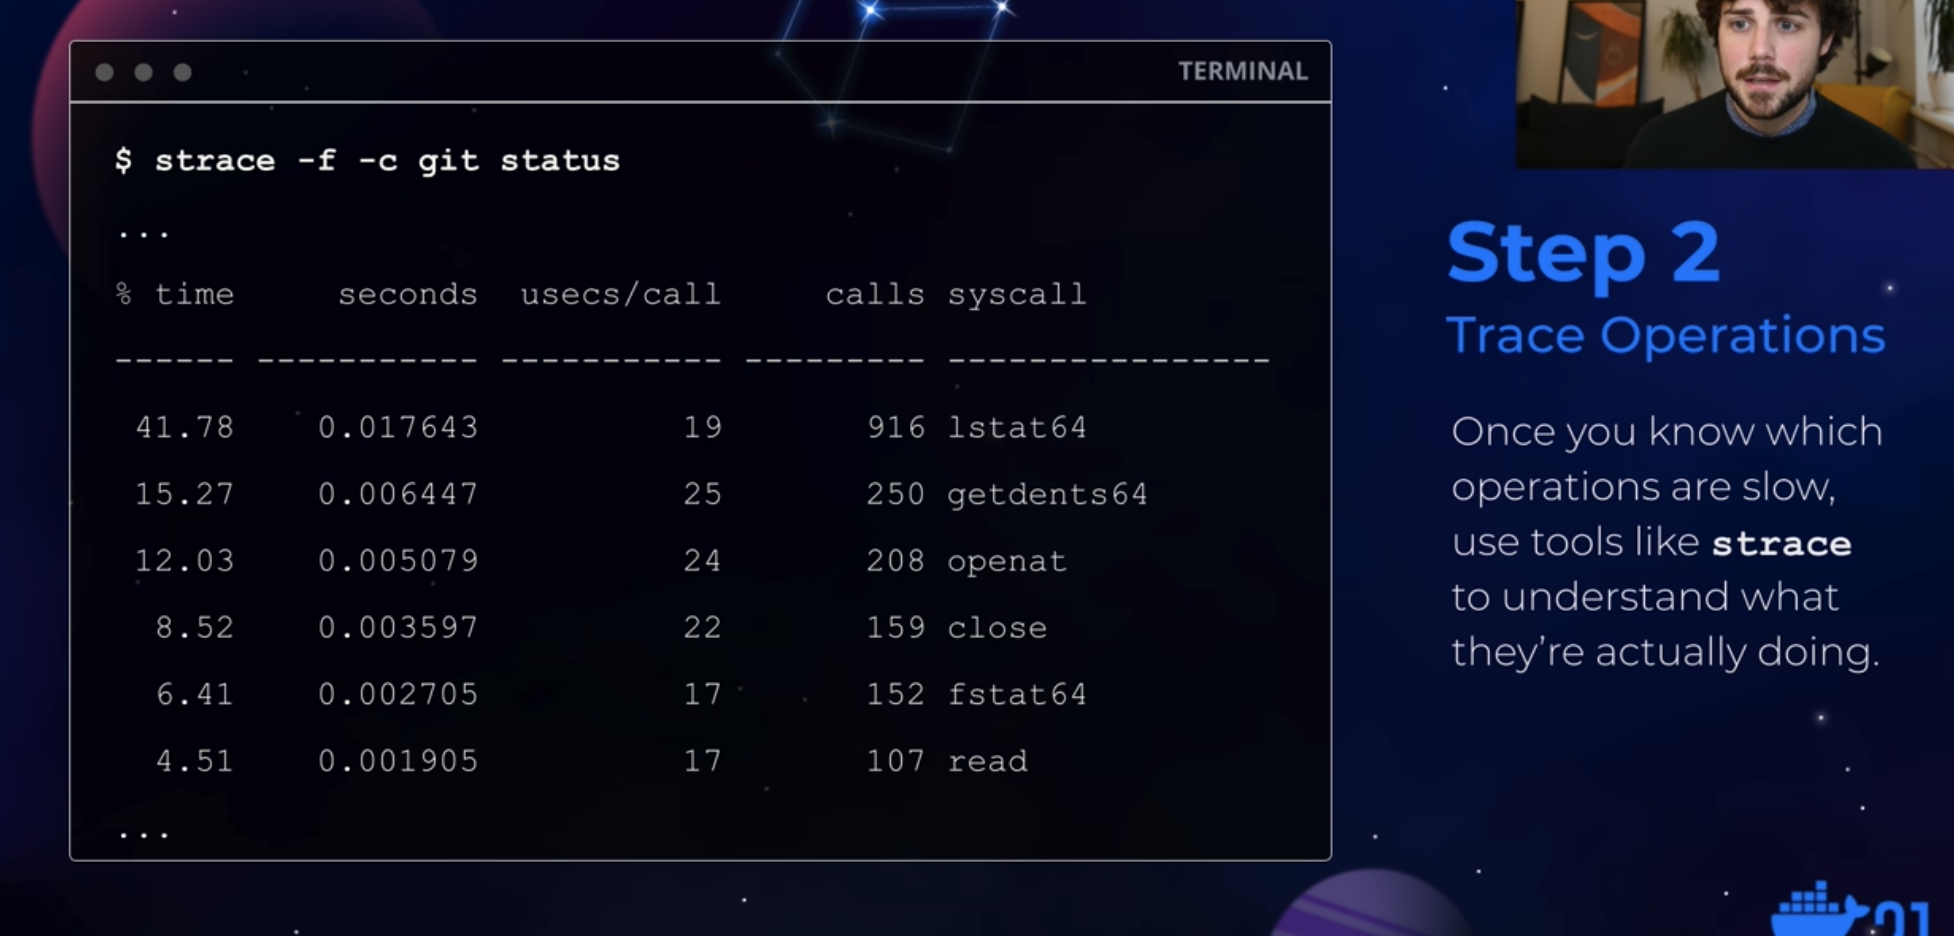 TERMINAL
$ strace -f -c git status
...
% time seconds usecs/call calls syscall
------ ----------- ----------- --------- ----------------
41.78 0.017643 19 916 lstat64
15.27 0.006447 25 250 getdents64
12.03 0.005079 24 208 openat
8.52 0.003597 22 159 close
6.41 0.002705 17 152 fstat64
4.51 0.001905 17 107 read
...
Step 2
Trace Operations
Once you know which
operations are slow,
use tools like strace
to understand what
they’re actually doing.